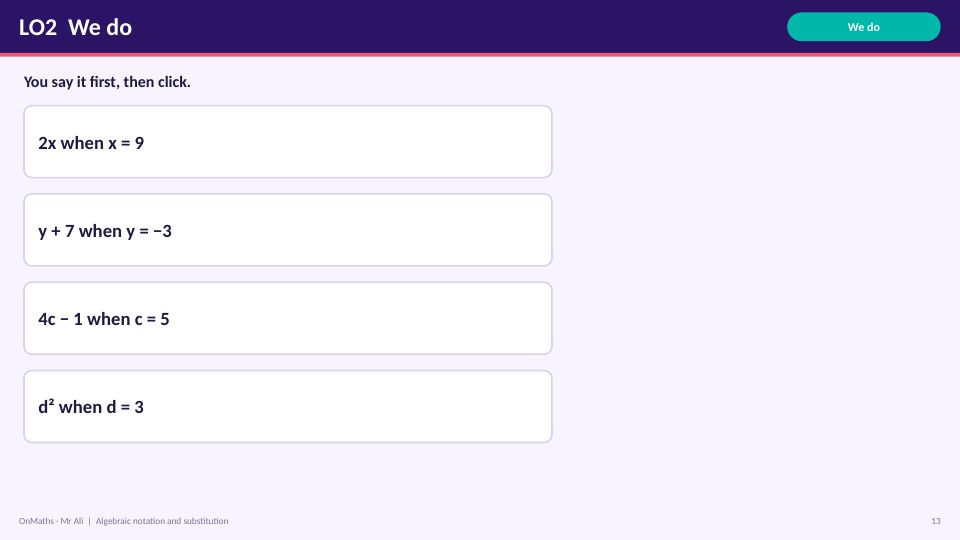 LO2  We do
We do
You say it first, then click.
2x when x = 9
y + 7 when y = −3
4c − 1 when c = 5
d² when d = 3
OnMaths · Mr Ali  |  Algebraic notation and substitution
13